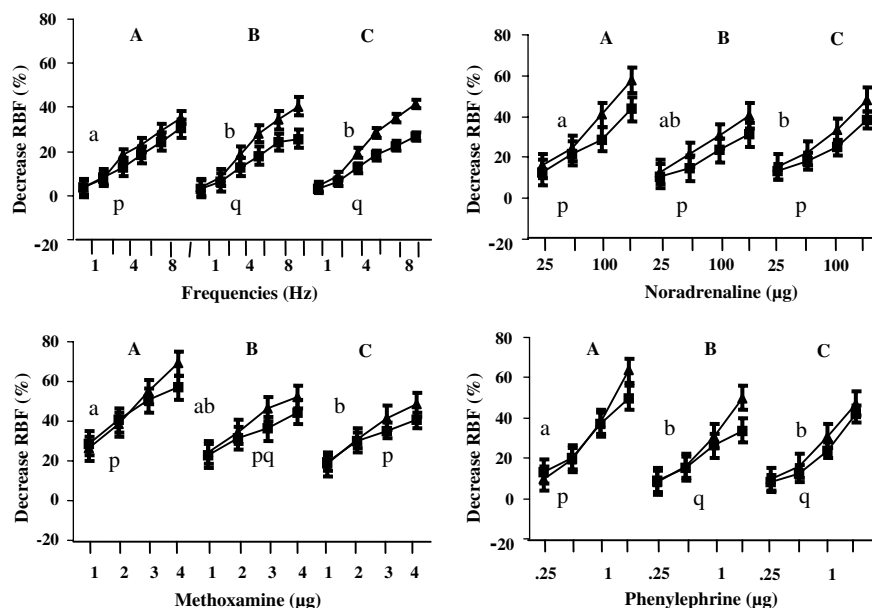 A B C
Decrease RBF (%)
80
60
40
20
0
-20
a b b
p q q
1 4 8 1 4 8 1 4 8
Frequencies (Hz)
A B C
Decrease RBF (%)
80
60
40
20
0
-20
a ab b
p p p
25 100 25 100 25 100
Noradrenaline (µg)
A B C
Decrease RBF (%)
80
60
40
20
0
-20
a ab b
p pq p
1 2 3 4 1 2 3 4 1 2 3 4
Methoxamine (µg)
A B C
Decrease RBF (%)
80
60
40
20
0
-20
a b b
p q q
.25 1 .25 1 .25 1
Phenylephrine (µg)